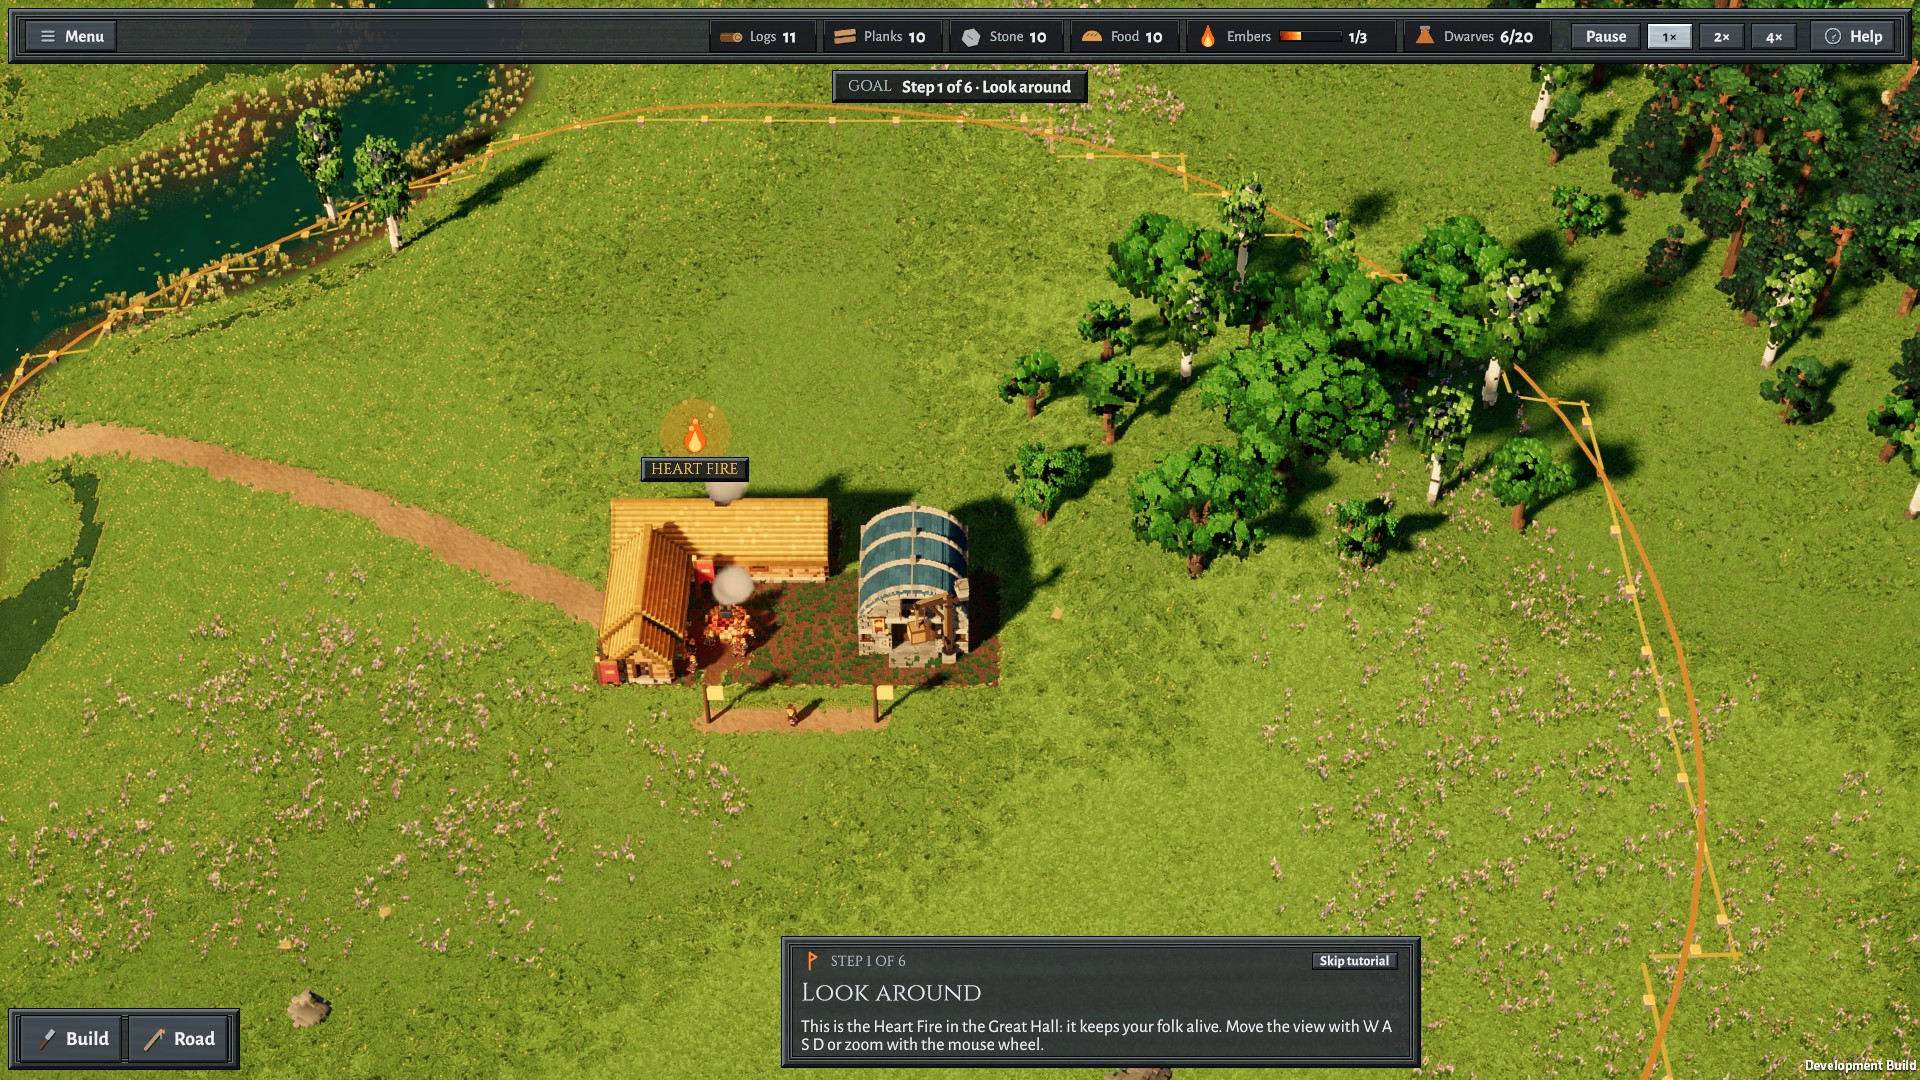 Menu
Logs 11
Planks 10
Stone 10
Food 10
Embers 1/3
Dwarves 6/20
Pause
1×
2×
4×
Help
GOAL Step 1 of 6 · Look around
HEART FIRE
STEP 1 OF 6
Skip tutorial
LOOK AROUND
This is the Heart Fire in the Great Hall: it keeps your folk alive. Move the view with W A
S D or zoom with the mouse wheel.
Build
Road
Development Build